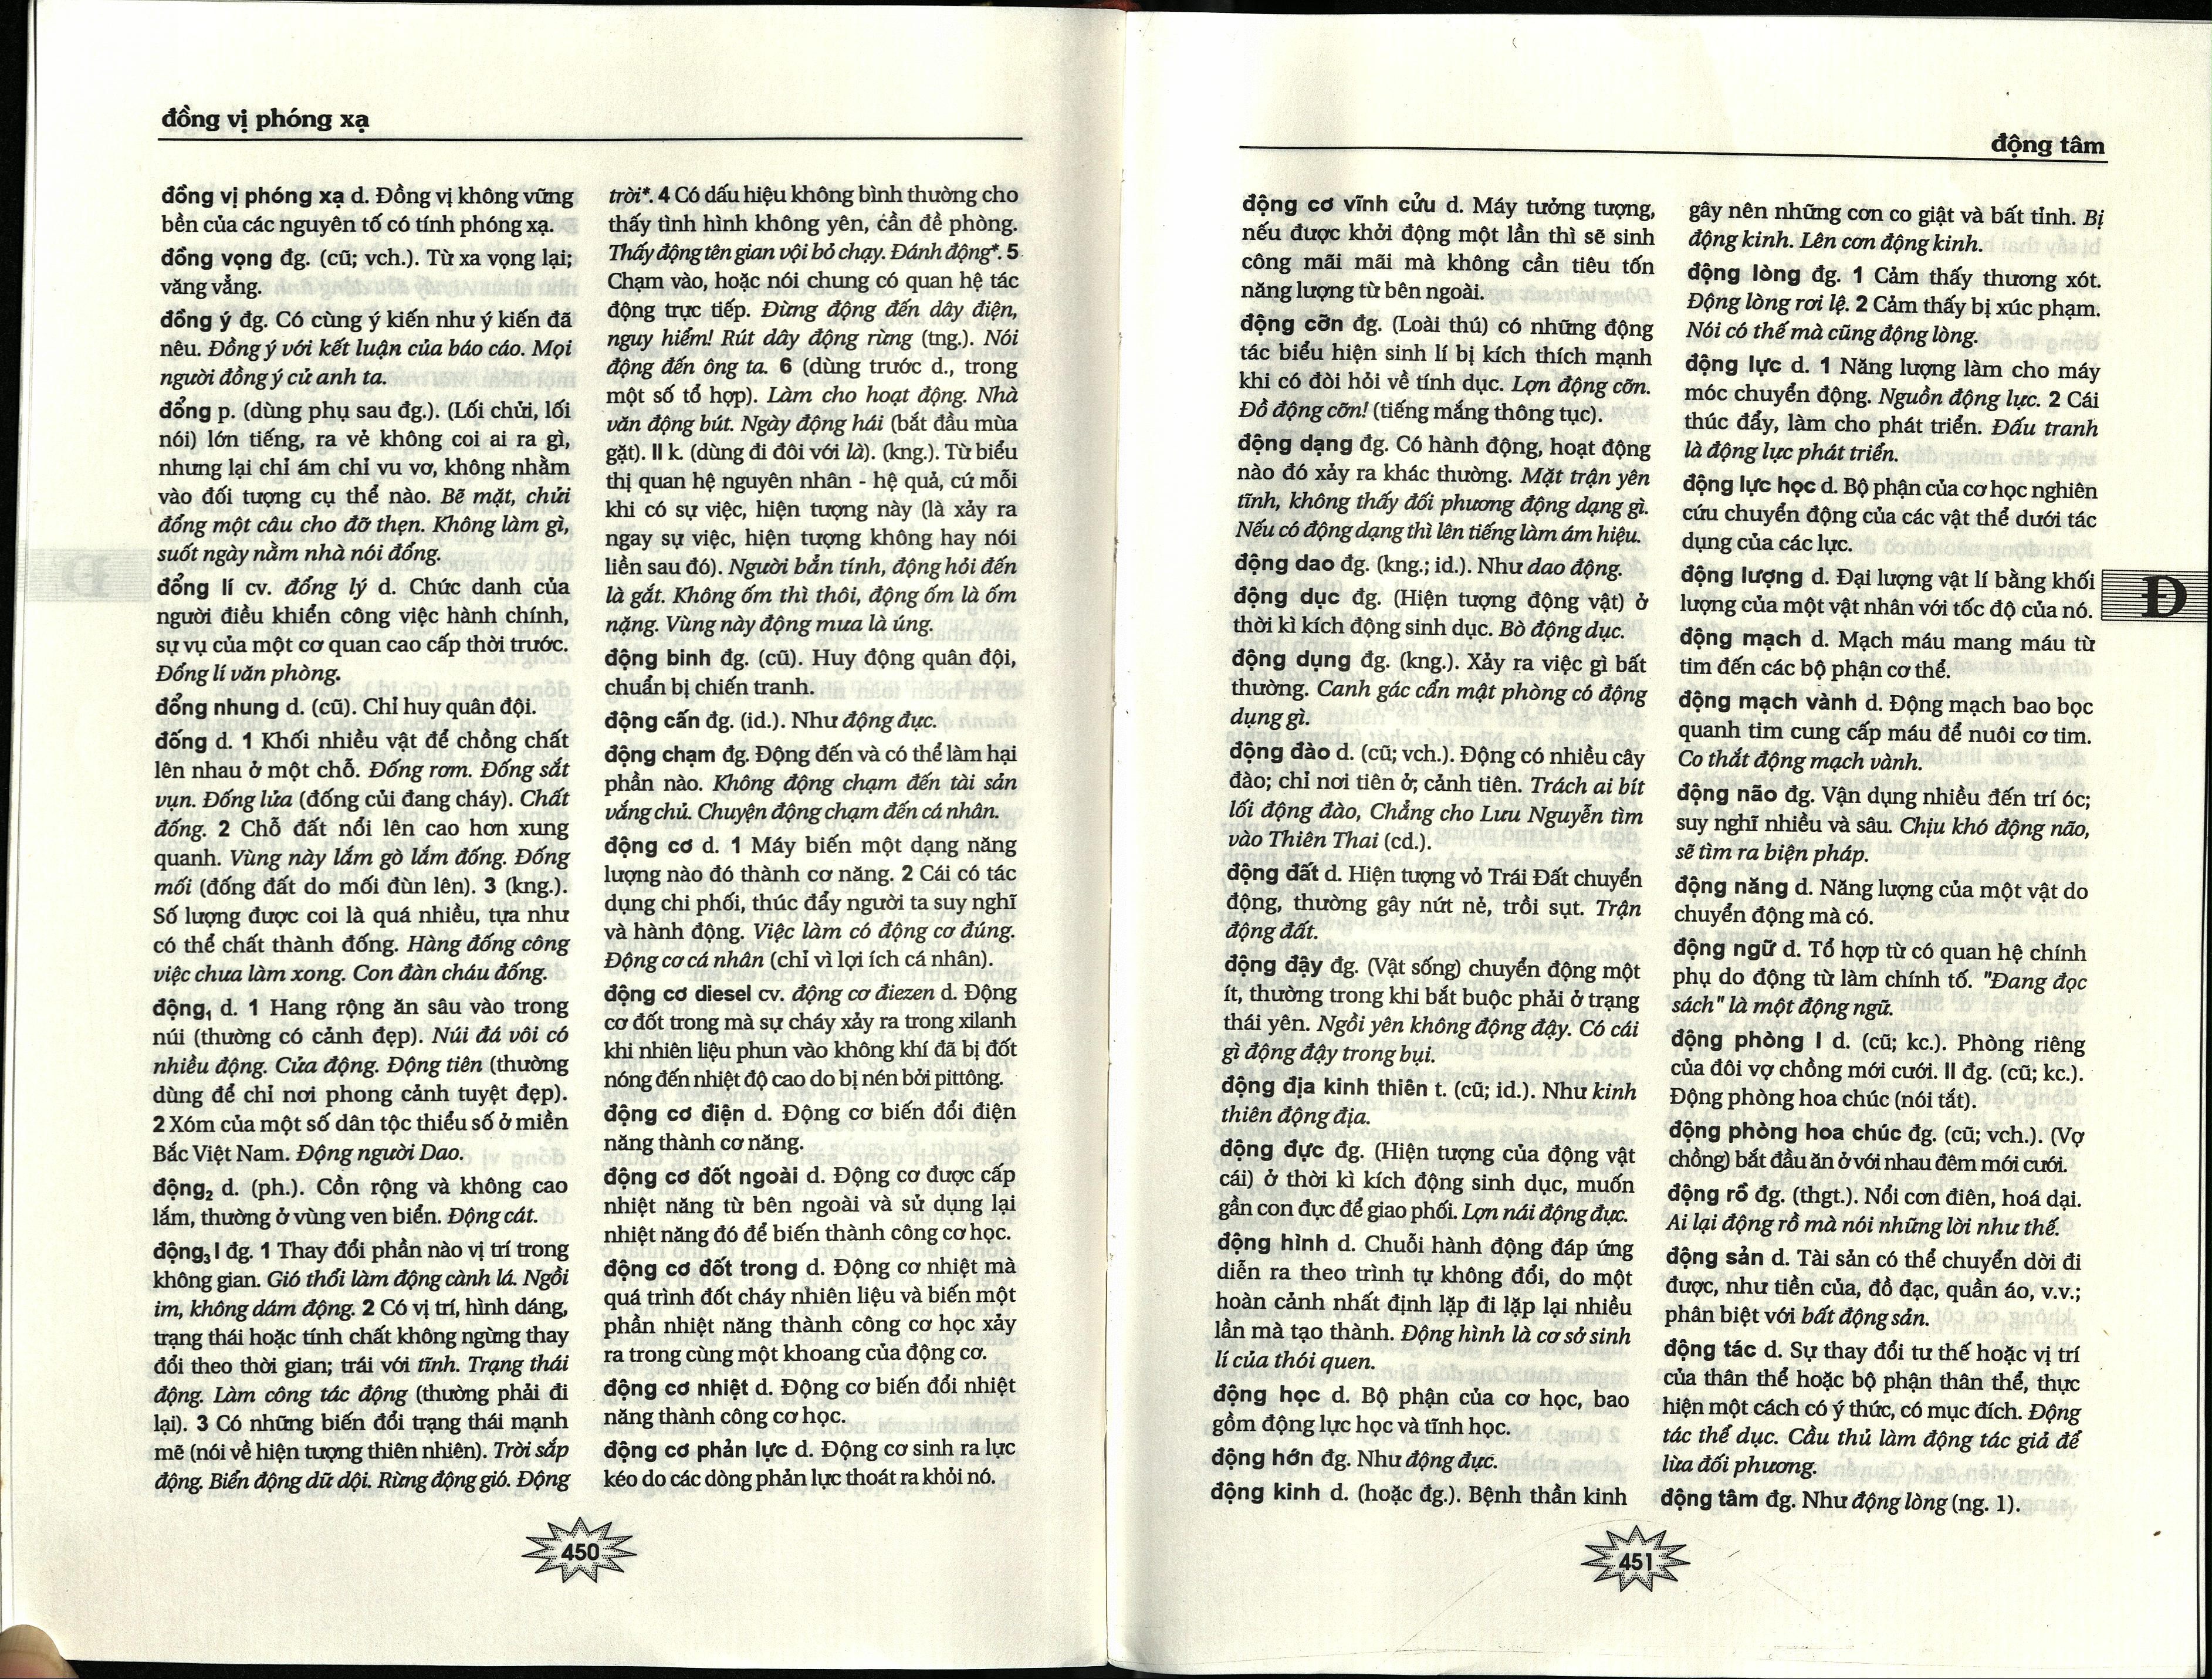 đồng vị phóng xạ
đồng vị phóng xạ d. Đồng vị không vững
bền của các nguyên tố có tính phóng xạ.
đồng vọng đg. (cũ; vch.). Từ xa vọng lại;
văng vẳng.
đồng ý đg. Có cùng ý kiến như ý kiến đã
nêu. Đồng ý với kết luận của báo cáo. Mọi
người đồng ý cử anh ta.
đổng p. (dùng phụ sau đg.). (Lối chửi, lối
nói) lớn tiếng, ra vẻ không coi ai ra gì,
nhưng lại chỉ ám chỉ vu vơ, không nhằm
vào đối tượng cụ thể nào. Bẽ mặt, chửi
đổng một câu cho đỡ thẹn. Không làm gì,
suốt ngày nằm nhà nói đổng.
đổng lí cv. đổng lý d. Chức danh của
người điều khiển công việc hành chính,
sự vụ của một cơ quan cao cấp thời trước.
Đổng lí văn phòng.
đổng nhung d. (cũ). Chỉ huy quân đội.
đống d. 1 Khối nhiều vật để chồng chất
lên nhau ở một chỗ. Đống rơm. Đống sắt
vụn. Đống lửa (đống củi đang cháy). Chất
đống. 2 Chỗ đất nổi lên cao hơn xung
quanh. Vùng này lắm gò lắm đống. Đống
mối (đống đất do mối đùn lên). 3 (kng.).
Số lượng được coi là quá nhiều, tựa như
có thể chất thành đống. Hàng đống công
việc chưa làm xong. Con đàn cháu đống.
động₁ d. 1 Hang rộng ăn sâu vào trong
núi (thường có cảnh đẹp). Núi đá vôi có
nhiều động. Cửa động. Động tiên (thường
dùng để chỉ nơi phong cảnh tuyệt đẹp).
2 Xóm của một số dân tộc thiểu số ở miền
Bắc Việt Nam. Động người Dao.
động₂ d. (ph.). Cồn rộng và không cao
lắm, thường ở vùng ven biển. Động cát.
động₃ I đg. 1 Thay đổi phần nào vị trí trong
không gian. Gió thổi làm động cành lá. Ngồi
im, không dám động. 2 Có vị trí, hình dáng,
trạng thái hoặc tính chất không ngừng thay
đổi theo thời gian; trái với tĩnh. Trạng thái
động. Làm công tác động (thường phải đi
lại). 3 Có những biến đổi trạng thái mạnh
mẽ (nói về hiện tượng thiên nhiên). Trời sắp
động. Biển động dữ dội. Rừng động gió. Động
trời*. 4 Có dấu hiệu không bình thường cho
thấy tình hình không yên, cần đề phòng.
Thấy động tên gian vội bỏ chạy. Đánh động*. 5
Chạm vào, hoặc nói chung có quan hệ tác
động trực tiếp. Đừng động đến dây điện,
nguy hiểm! Rút dây động rừng (tng.). Nói
động đến ông ta. 6 (dùng trước d., trong
một số tổ hợp). Làm cho hoạt động. Nhà
văn động bút. Ngày động hái (bắt đầu mùa
gặt). II k. (dùng đi đôi với là). (kng.). Từ biểu
thị quan hệ nguyên nhân - hệ quả, cứ mỗi
khi có sự việc, hiện tượng này (là xảy ra
ngay sự việc, hiện tượng không hay nói
liền sau đó). Người bẳn tính, động hỏi đến
là gắt. Không ốm thì thôi, động ốm là ốm
nặng. Vùng này động mưa là úng.
động binh đg. (cũ). Huy động quân đội,
chuẩn bị chiến tranh.
động cấn đg. (id.). Như động đực.
động chạm đg. Động đến và có thể làm hại
phần nào. Không động chạm đến tài sản
vắng chủ. Chuyện động chạm đến cá nhân.
động cơ d. 1 Máy biến một dạng năng
lượng nào đó thành cơ năng. 2 Cái có tác
dụng chi phối, thúc đẩy người ta suy nghĩ
và hành động. Việc làm có động cơ đúng.
Động cơ cá nhân (chỉ vì lợi ích cá nhân).
động cơ diesel cv. động cơ điezen d. Động
cơ đốt trong mà sự cháy xảy ra trong xilanh
khi nhiên liệu phun vào không khí đã bị đốt
nóng đến nhiệt độ cao do bị nén bởi pittông.
động cơ điện d. Động cơ biến đổi điện
năng thành cơ năng.
động cơ đốt ngoài d. Động cơ được cấp
nhiệt năng từ bên ngoài và sử dụng lại
nhiệt năng đó để biến thành công cơ học.
động cơ đốt trong d. Động cơ nhiệt mà
quá trình đốt cháy nhiên liệu và biến một
phần nhiệt năng thành công cơ học xảy
ra trong cùng một khoang của động cơ.
động cơ nhiệt d. Động cơ biến đổi nhiệt
năng thành công cơ học.
động cơ phản lực d. Động cơ sinh ra lực
kéo do các dòng phản lực thoát ra khỏi nó.
450
động tâm
động cơ vĩnh cửu d. Máy tưởng tượng,
nếu được khởi động một lần thì sẽ sinh
công mãi mãi mà không cần tiêu tốn
năng lượng từ bên ngoài.
động cỡn đg. (Loài thú) có những động
tác biểu hiện sinh lí bị kích thích mạnh
khi có đòi hỏi về tính dục. Lợn động cỡn.
Đồ động cỡn! (tiếng mắng thông tục).
động dạng đg. Có hành động, hoạt động
nào đó xảy ra khác thường. Mặt trận yên
tĩnh, không thấy đối phương động dạng gì.
Nếu có động dạng thì lên tiếng làm ám hiệu.
động dao đg. (kng.; id.). Như dao động.
động dục đg. (Hiện tượng động vật) ở
thời kì kích động sinh dục. Bò động dục.
động dụng đg. (kng.). Xảy ra việc gì bất
thường. Canh gác cẩn mật phòng có động
dụng gì.
động đào d. (cũ; vch.). Động có nhiều cây
đào; chỉ nơi tiên ở; cảnh tiên. Trách ai bít
lối động đào, Chẳng cho Lưu Nguyễn tìm
vào Thiên Thai (cd.).
động đất d. Hiện tượng vỏ Trái Đất chuyển
động, thường gây nứt nẻ, trồi sụt. Trận
động đất.
động đậy đg. (Vật sống) chuyển động một
ít, thường trong khi bắt buộc phải ở trạng
thái yên. Ngồi yên không động đậy. Có cái
gì động đậy trong bụi.
động địa kinh thiên t. (cũ; id.). Như kinh
thiên động địa.
động đực đg. (Hiện tượng của động vật
cái) ở thời kì kích động sinh dục, muốn
gần con đực để giao phối. Lợn nái động đực.
động hình d. Chuỗi hành động đáp ứng
diễn ra theo trình tự không đổi, do một
hoàn cảnh nhất định lặp đi lặp lại nhiều
lần mà tạo thành. Động hình là cơ sở sinh
lí của thói quen.
động học d. Bộ phận của cơ học, bao
gồm động lực học và tĩnh học.
động hớn đg. Như động đực.
động kinh d. (hoặc đg.). Bệnh thần kinh
gây nên những cơn co giật và bất tỉnh. Bị
động kinh. Lên cơn động kinh.
động lòng đg. 1 Cảm thấy thương xót.
Động lòng rơi lệ. 2 Cảm thấy bị xúc phạm.
Nói có thế mà cũng động lòng.
động lực d. 1 Năng lượng làm cho máy
móc chuyển động. Nguồn động lực. 2 Cái
thúc đẩy, làm cho phát triển. Đấu tranh
là động lực phát triển.
động lực học d. Bộ phận của cơ học nghiên
cứu chuyển động của các vật thể dưới tác
dụng của các lực.
động lượng d. Đại lượng vật lí bằng khối
lượng của một vật nhân với tốc độ của nó.
động mạch d. Mạch máu mang máu từ
tim đến các bộ phận cơ thể.
động mạch vành d. Động mạch bao bọc
quanh tim cung cấp máu để nuôi cơ tim.
Co thắt động mạch vành.
động não đg. Vận dụng nhiều đến trí óc;
suy nghĩ nhiều và sâu. Chịu khó động não,
sẽ tìm ra biện pháp.
động năng d. Năng lượng của một vật do
chuyển động mà có.
động ngữ d. Tổ hợp từ có quan hệ chính
phụ do động từ làm chính tố. "Đang đọc
sách" là một động ngữ.
động phòng I d. (cũ; kc.). Phòng riêng
của đôi vợ chồng mới cưới. II đg. (cũ; kc.).
Động phòng hoa chúc (nói tắt).
động phòng hoa chúc đg. (cũ; vch.). (Vợ
chồng) bắt đầu ăn ở với nhau đêm mới cưới.
động rồ đg. (thgt.). Nổi cơn điên, hoá dại.
Ai lại động rồ mà nói những lời như thế.
động sản d. Tài sản có thể chuyển dời đi
được, như tiền của, đồ đạc, quần áo, v.v.;
phân biệt với bất động sản.
động tác d. Sự thay đổi tư thế hoặc vị trí
của thân thể hoặc bộ phận thân thể, thực
hiện một cách có ý thức, có mục đích. Động
tác thể dục. Cầu thủ làm động tác giả để
lừa đối phương.
động tâm đg. Như động lòng (ng. 1).
Đ
451